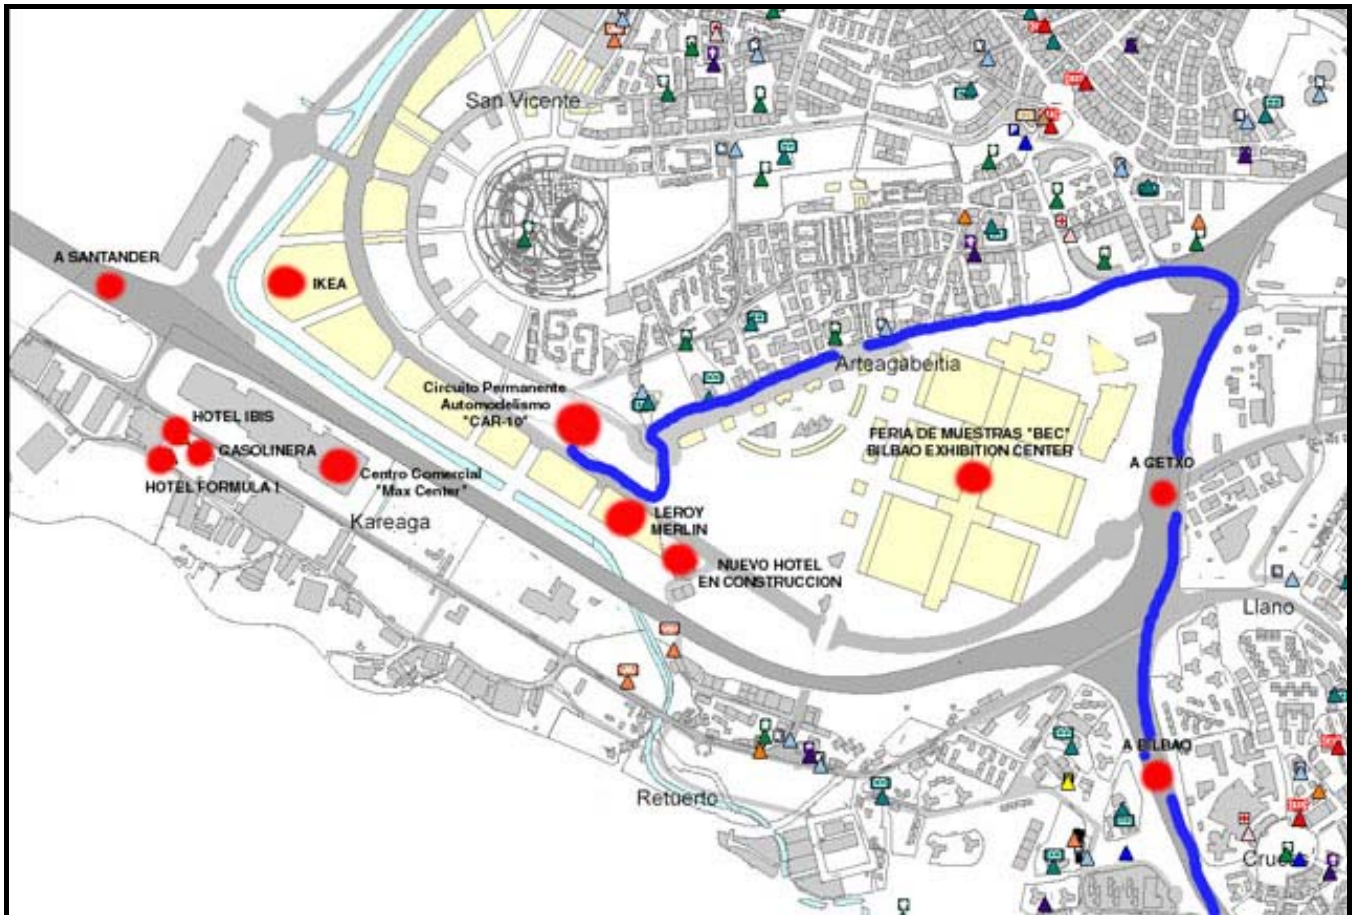 San Vicente
A SANTANDER
IKEA
Circuito Permanente
Automodelismo
"CAR-10"
Arteagabeitia
HOTEL IBIS
GASOLINERA
HOTEL FORMULA 1
Centro Comercial
"Max Center"
Kareaga
FERIA DE MUESTRAS "BEC"
BILBAO EXHIBITION CENTER
A GETXO
LEROY
MERLIN
NUEVO HOTEL
EN CONSTRUCCION
Llano
A BILBAO
Retuerto
Cruces